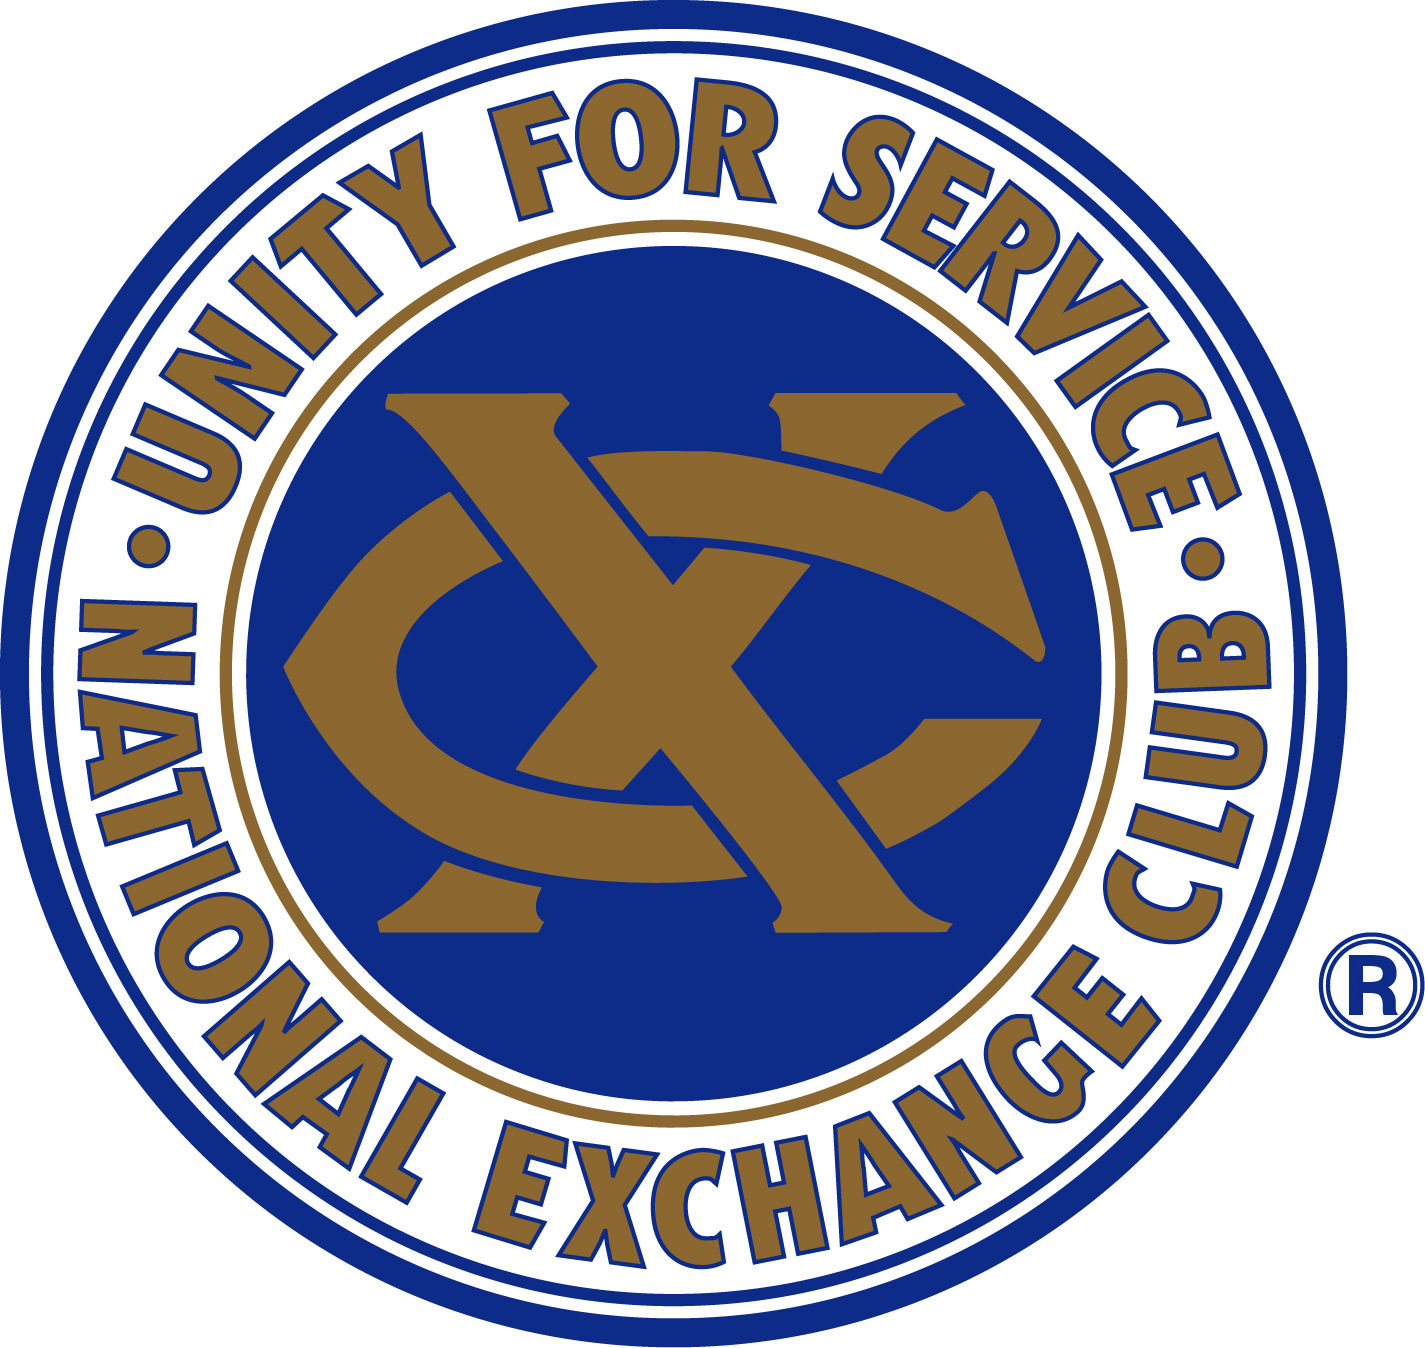 UNITY FOR SERVICE
NATIONAL EXCHANGE CLUB
XC
®